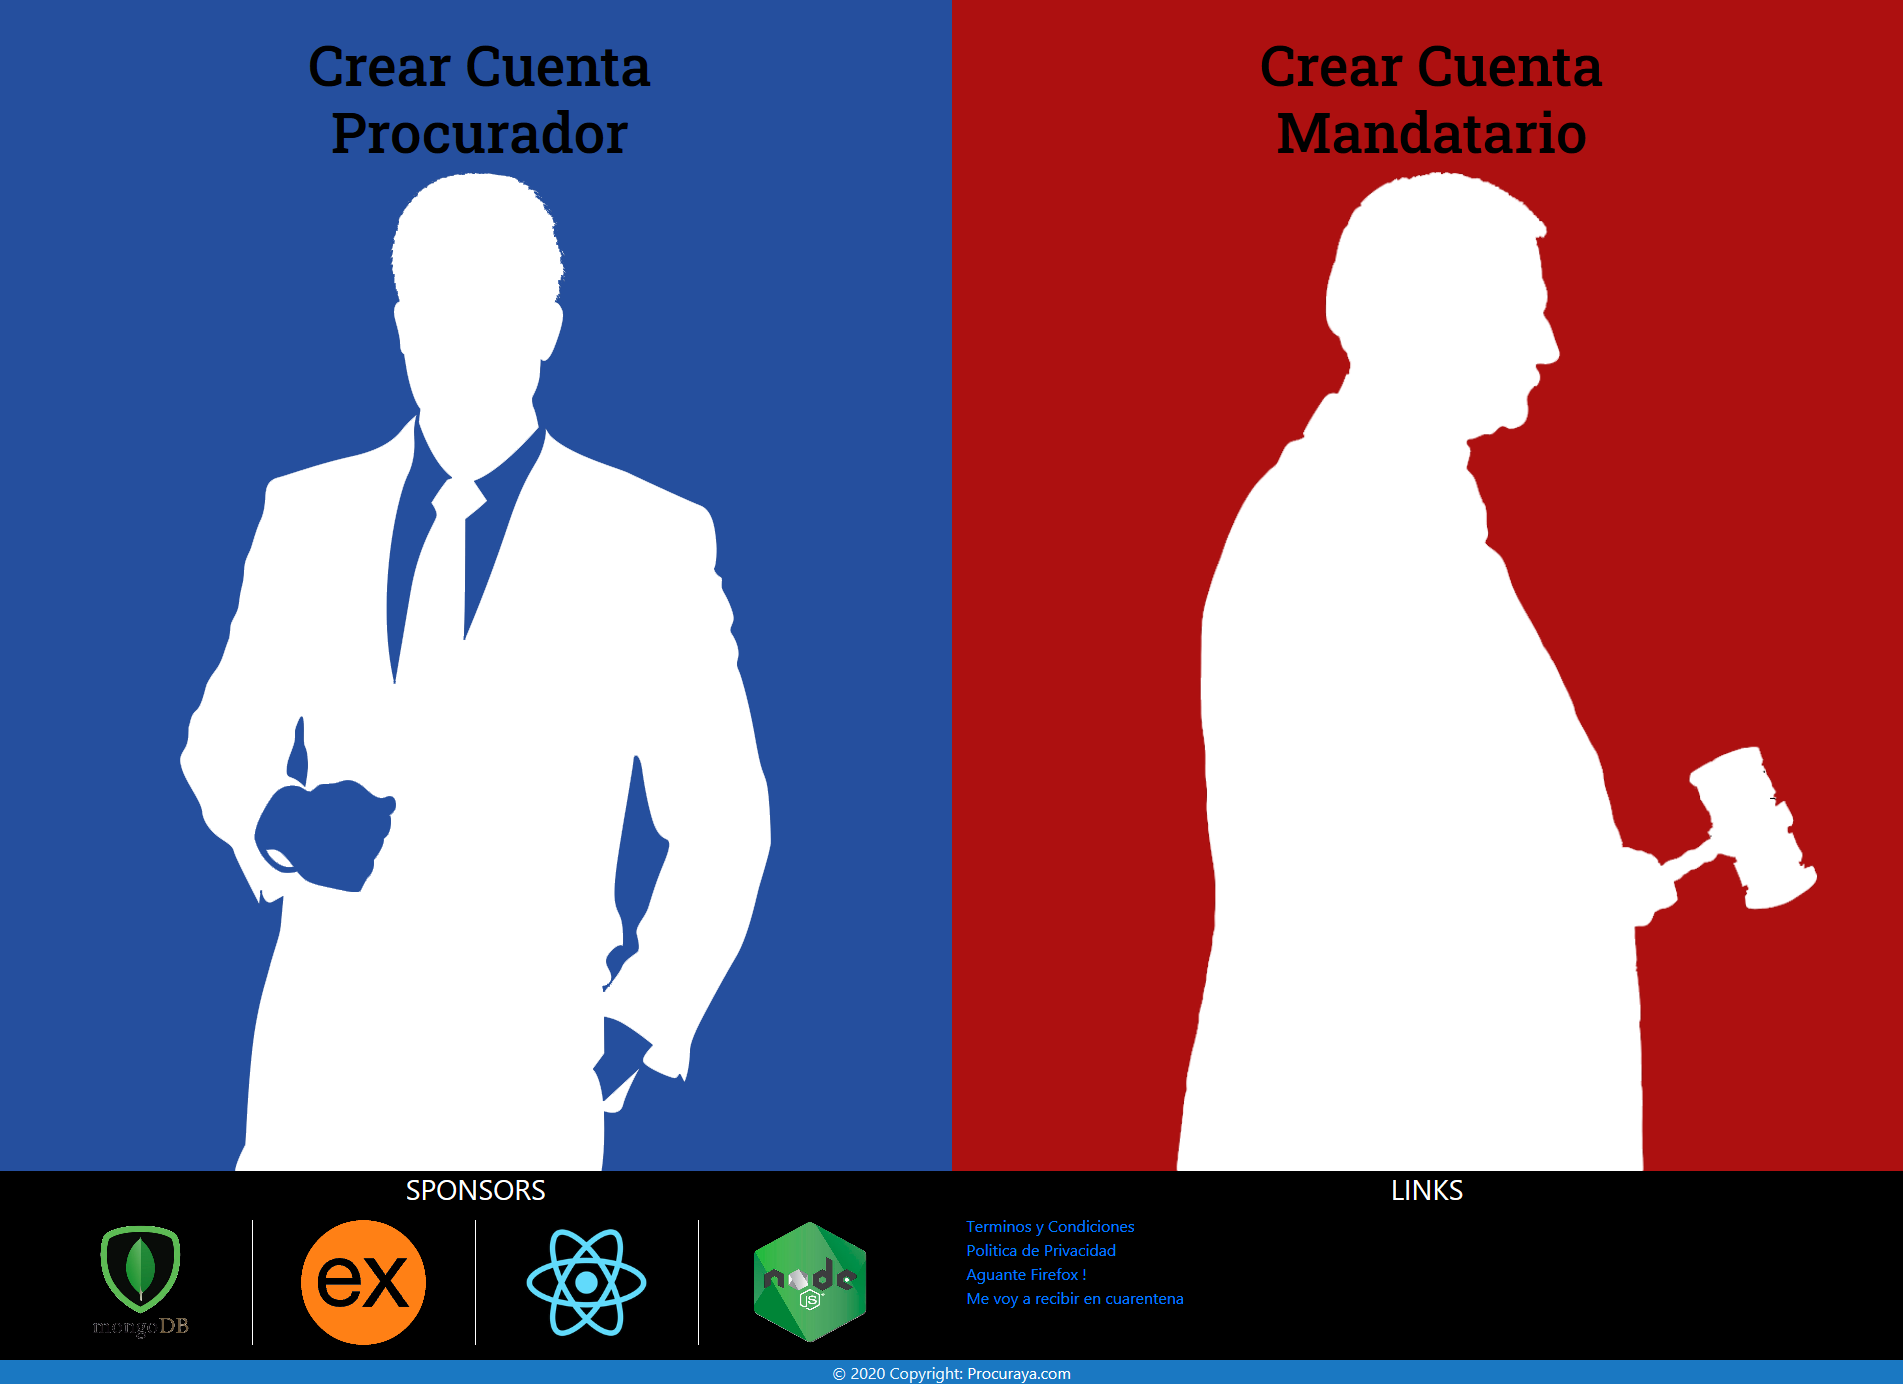 Crear Cuenta
Procurador
Crear Cuenta
Mandatario
SPONSORS
mongoDB
ex
node
JS
LINKS
Terminos y Condiciones
Politica de Privacidad
Aguante Firefox !
Me voy a recibir en cuarentena
© 2020 Copyright: Procuraya.com